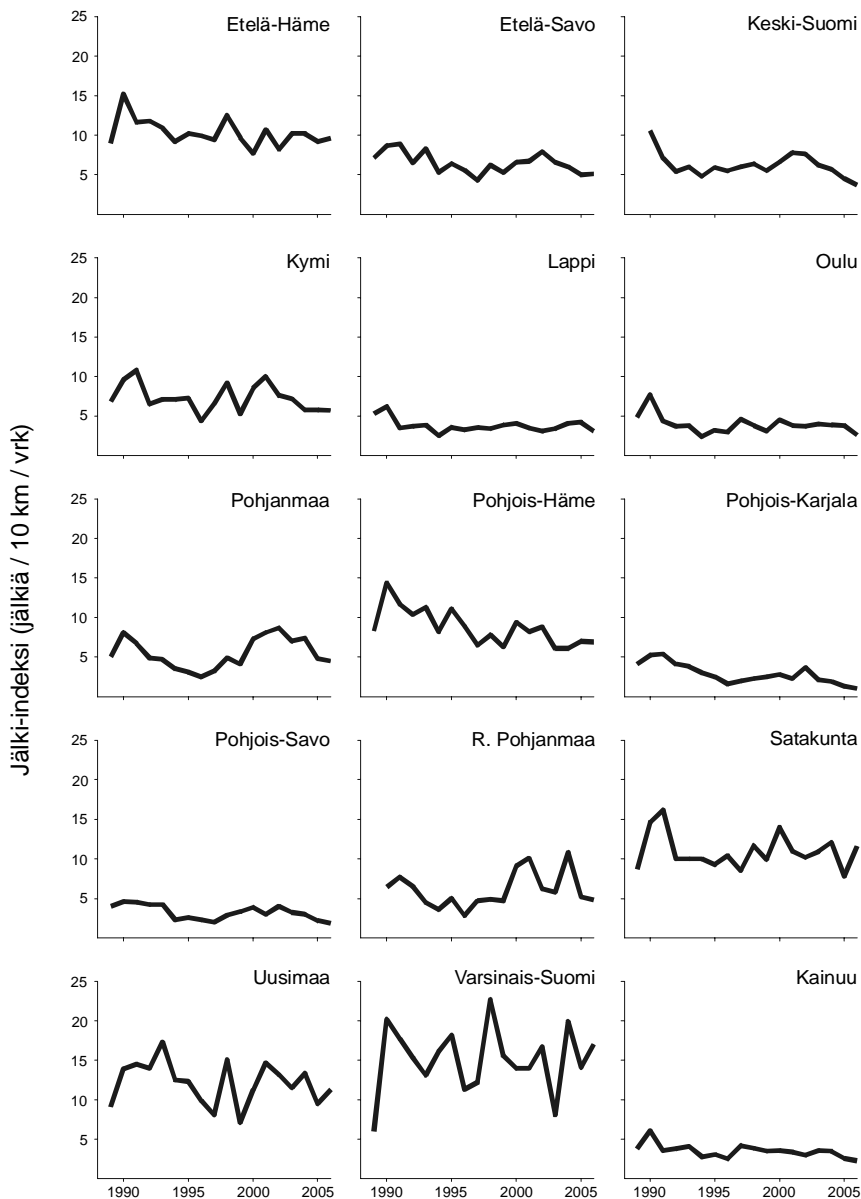 Jälki-indeksi (jälkiä / 10 km / vrk)
Etelä-Häme
Etelä-Savo
Keski-Suomi
25
20
15
10
5
Kymi
Lappi
Oulu
25
20
15
10
5
Pohjanmaa
Pohjois-Häme
Pohjois-Karjala
25
20
15
10
5
Pohjois-Savo
R. Pohjanmaa
Satakunta
25
20
15
10
5
Uusimaa
Varsinais-Suomi
Kainuu
25
20
15
10
5
1990 1995 2000 2005
1990 1995 2000 2005
1990 1995 2000 2005